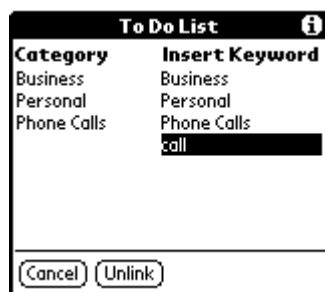 To Do List i
Category Insert Keyword
Business Business
Personal Personal
Phone Calls Phone Calls
call
Cancel Unlink